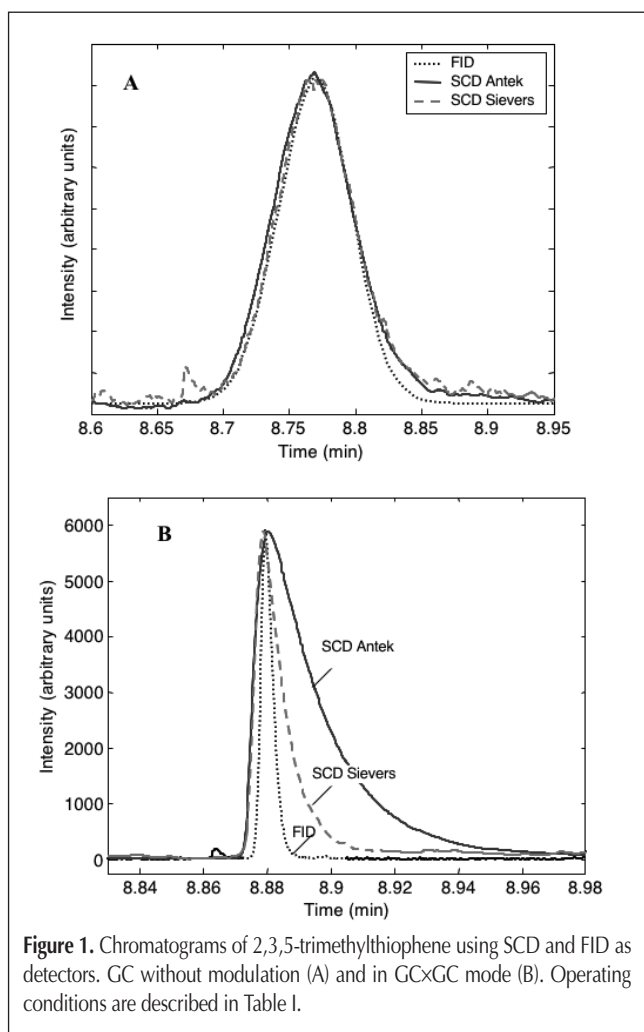 A
FID
SCD Antek
SCD Sievers
Intensity (arbitrary units)
8.6 8.65 8.7 8.75 8.8 8.85 8.9 8.95
Time (min)
B
6000
5000
4000
3000
2000
1000
0
Intensity (arbitrary units)
SCD Antek
SCD Sievers
FID
8.84 8.86 8.88 8.9 8.92 8.94 8.96 8.98
Time (min)
Figure 1. Chromatograms of 2,3,5-trimethylthiophene using SCD and FID as
detectors. GC without modulation (A) and in GC×GC mode (B). Operating
conditions are described in Table I.